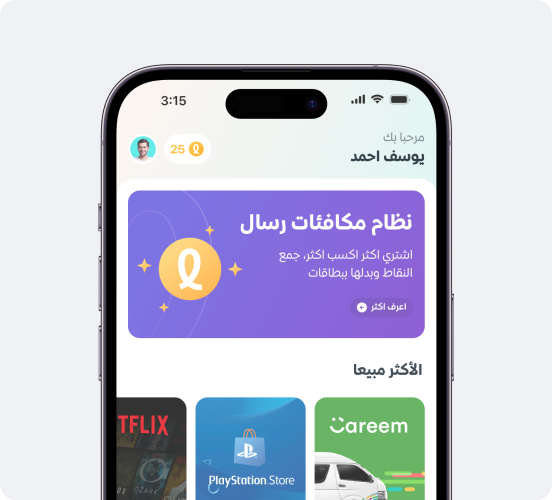 3:15
مرحبا بك
يوسف احمد
25
نظام مكافئات رسال
اشتري اكثر اكسب اكثر، جمع
النقاط وبدلها ببطاقات
اعرف اكثر
الأكثر مبيعا
Careem
PlayStation.Store
TFLIX
OZARK